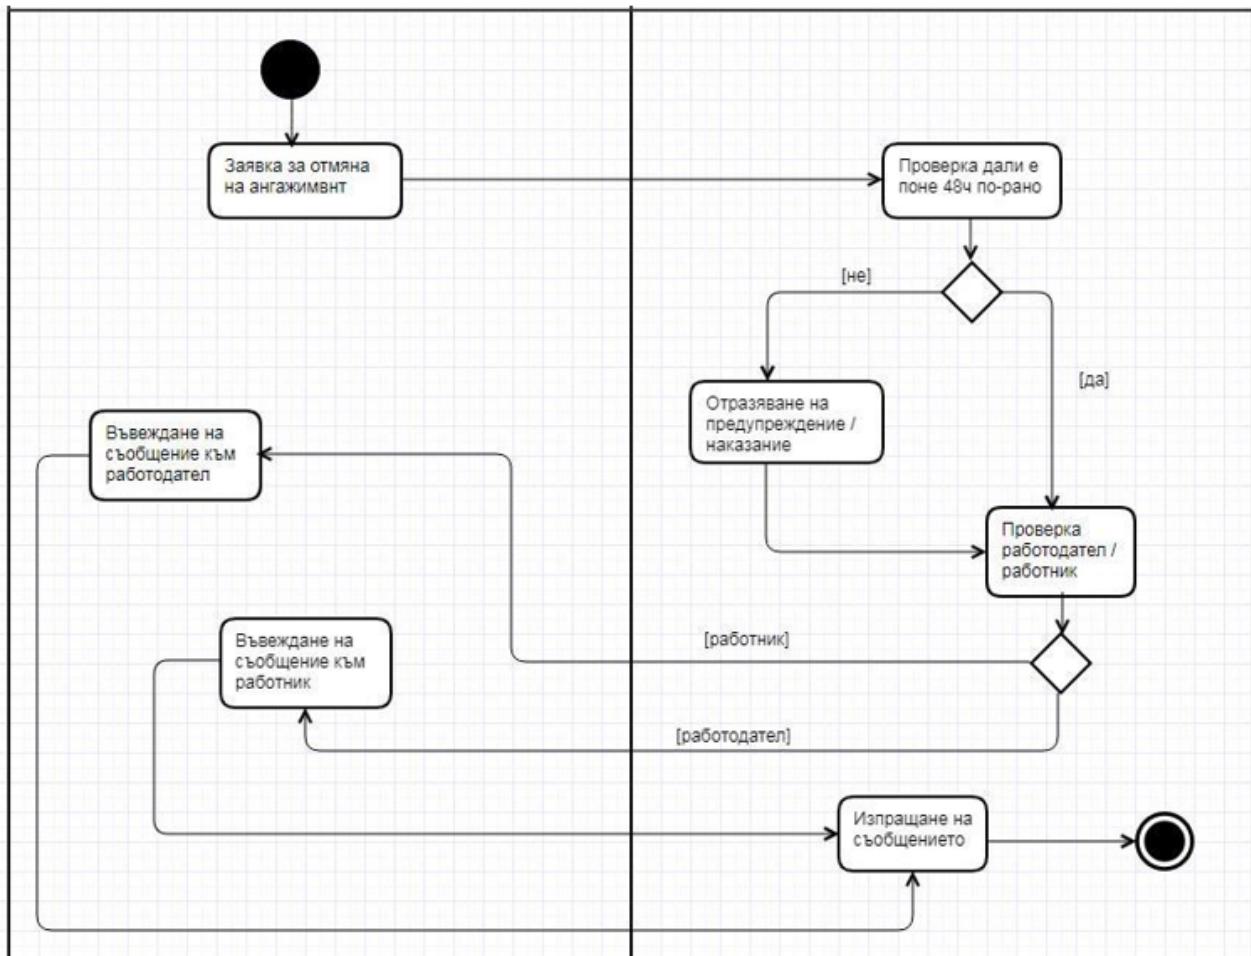 Заявка за отмяна
на ангажимвнт
Проверка дали е
поне 48ч по-рано
[не]
[да]
Отразяване на
предупреждение /
наказание
Въвеждане на
съобщение към
работодател
Проверка
работодател /
работник
[работник]
Въвеждане на
съобщение към
работник
[работодател]
Изпращане на
съобщението